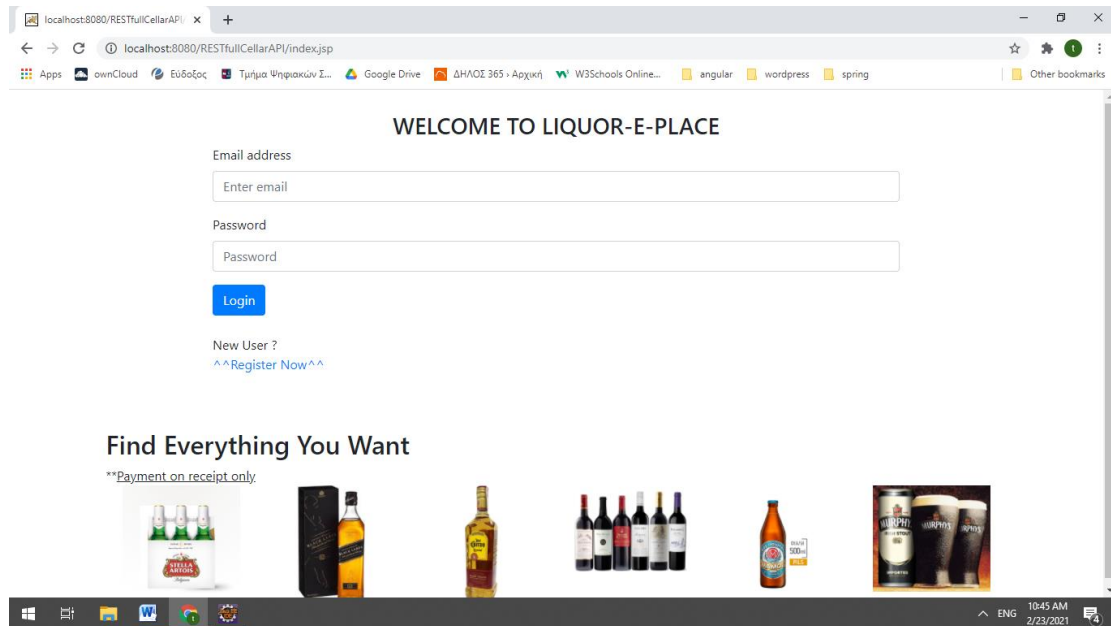 localhost:8080/RESTfullCellarAPI/
localhost:8080/RESTfullCellarAPI/index.jsp
Apps ownCloud Εύδοξος Τμήμα Ψηφιακών Σ... Google Drive ΔΗΛΟΣ 365 › Αρχική W3Schools Online... angular wordpress spring Other bookmarks
WELCOME TO LIQUOR-E-PLACE
Email address
Enter email
Password
Password
Login
New User ?
^^Register Now^^
Find Everything You Want
**Payment on receipt only
STELLA ARTOIS
MURPHY'S
500ml
PILS
ENG 10:45 AM
2/23/2021
4